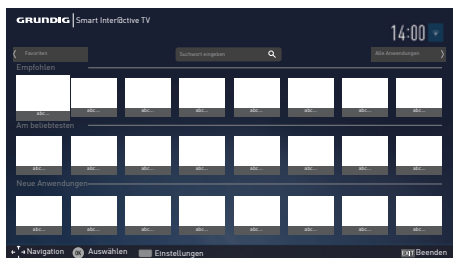 GRUNDIG Smart Inter@ctive TV
14:00
Favoriten Suchwort eingeben Alle Anwendungen
Empfohlen
abc... abc... abc... abc... abc... abc... abc... abc...
Am beliebtesten
abc... abc... abc... abc... abc... abc... abc... abc...
Neue Anwendungen
abc... abc... abc... abc... abc... abc... abc... abc...
Navigation OK Auswählen Einstellungen EXIT Beenden